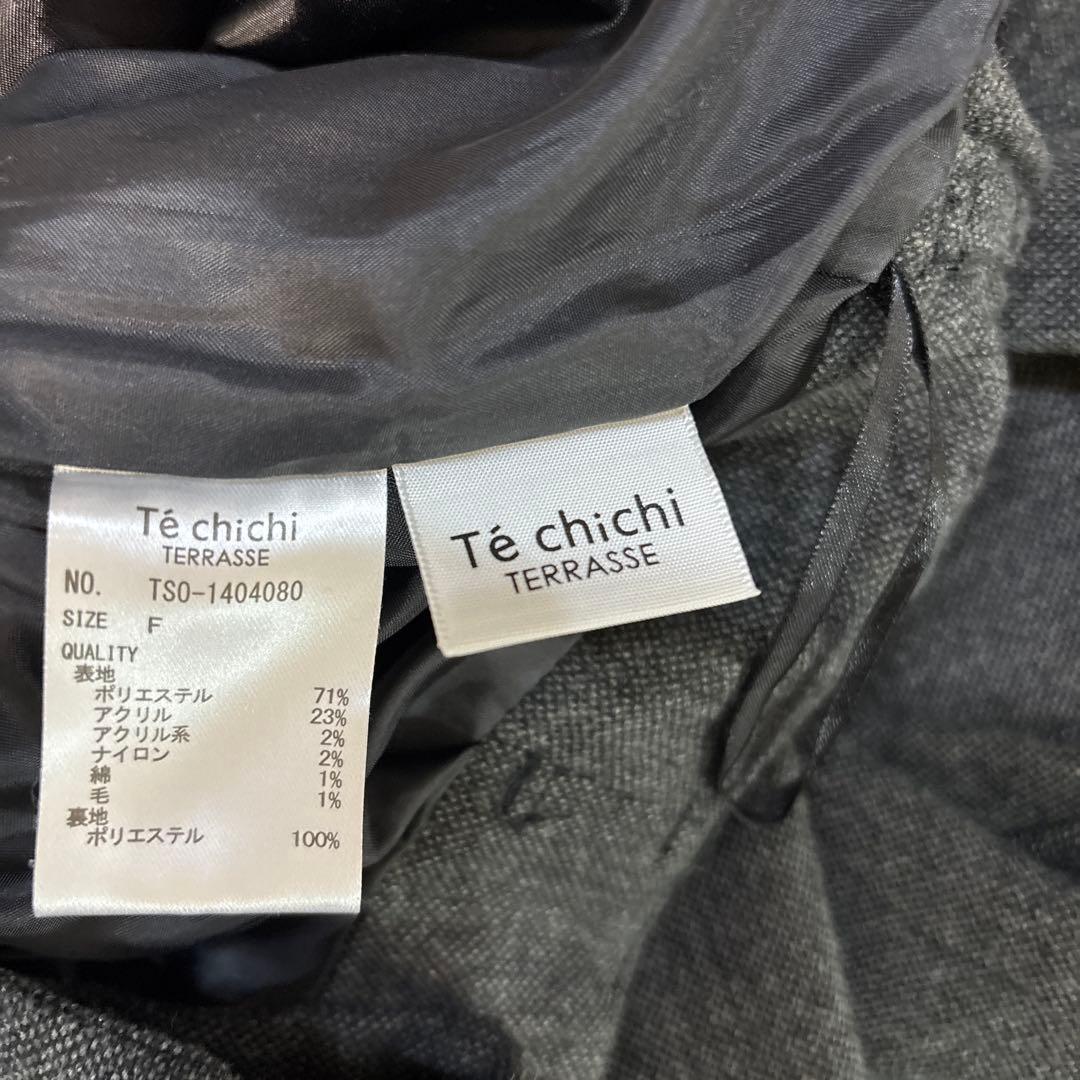 Té chichi
TERRASSE
NO. TSO-1404080
SIZE F
QUALITY
表地
ポリエステル 71%
アクリル 23%
アクリル系 2%
ナイロン 2%
綿 1%
毛 1%
裏地
ポリエステル 100%
Té chichi
TERRASSE